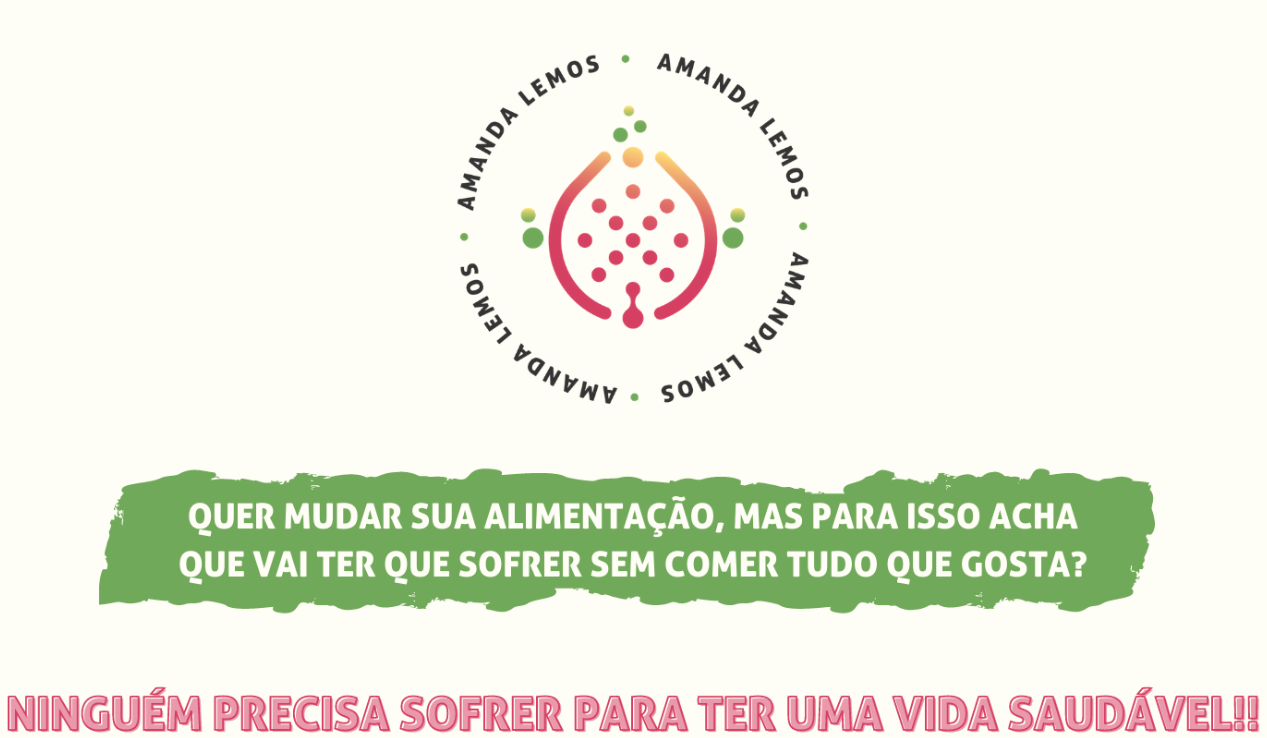 AMANDA LEMOS • AMANDA LEMOS • AMANDA LEMOS • AMANDA LEMOS •
QUER MUDAR SUA ALIMENTAÇÃO, MAS PARA ISSO ACHA
QUE VAI TER QUE SOFRER SEM COMER TUDO QUE GOSTA?
NINGUÉM PRECISA SOFRER PARA TER UMA VIDA SAUDÁVEL!!